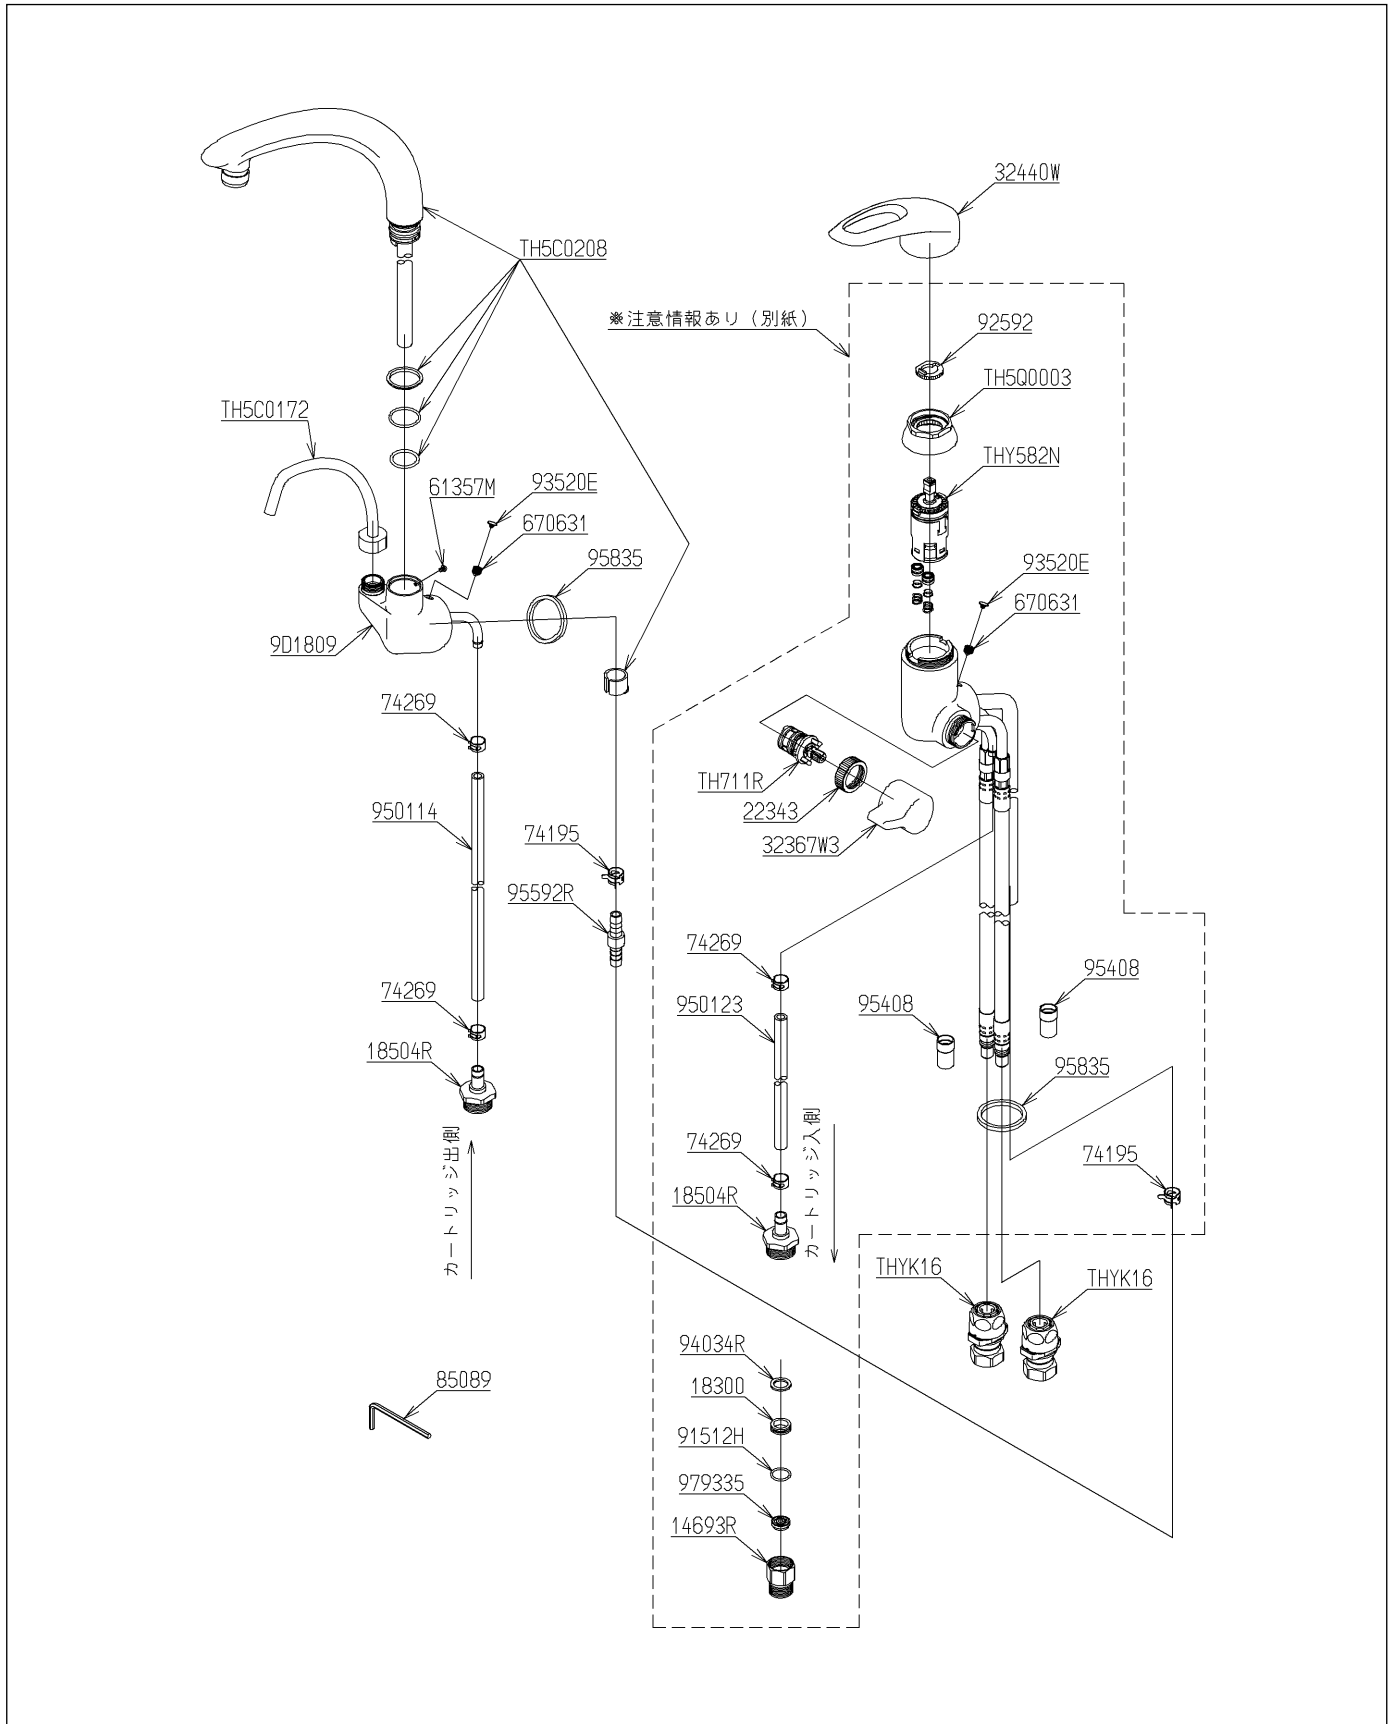 32440W
TH5C0208
※注意情報あり（別紙）
92592
TH5Q0003
TH5C0172
THY582N
61357M
93520E
670631
95835
93520E
670631
9D1809
74269
TH711R
22343
950114
74195
32367W3
95592R
74269
95408
74269
950123
95408
18504R
95835
カートリッジ出側
74269
カートリッジ入側
74195
18504R
THYK16
THYK16
94034R
85089
18300
91512H
979335
14693R